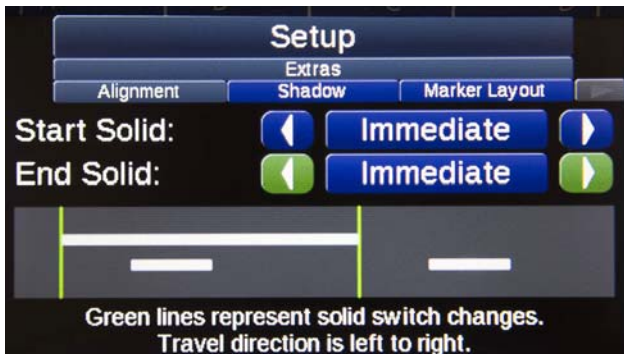 Setup
Extras
Alignment Shadow Marker Layout
Start Solid: Immediate
End Solid: Immediate
Green lines represent solid switch changes.
Travel direction is left to right.